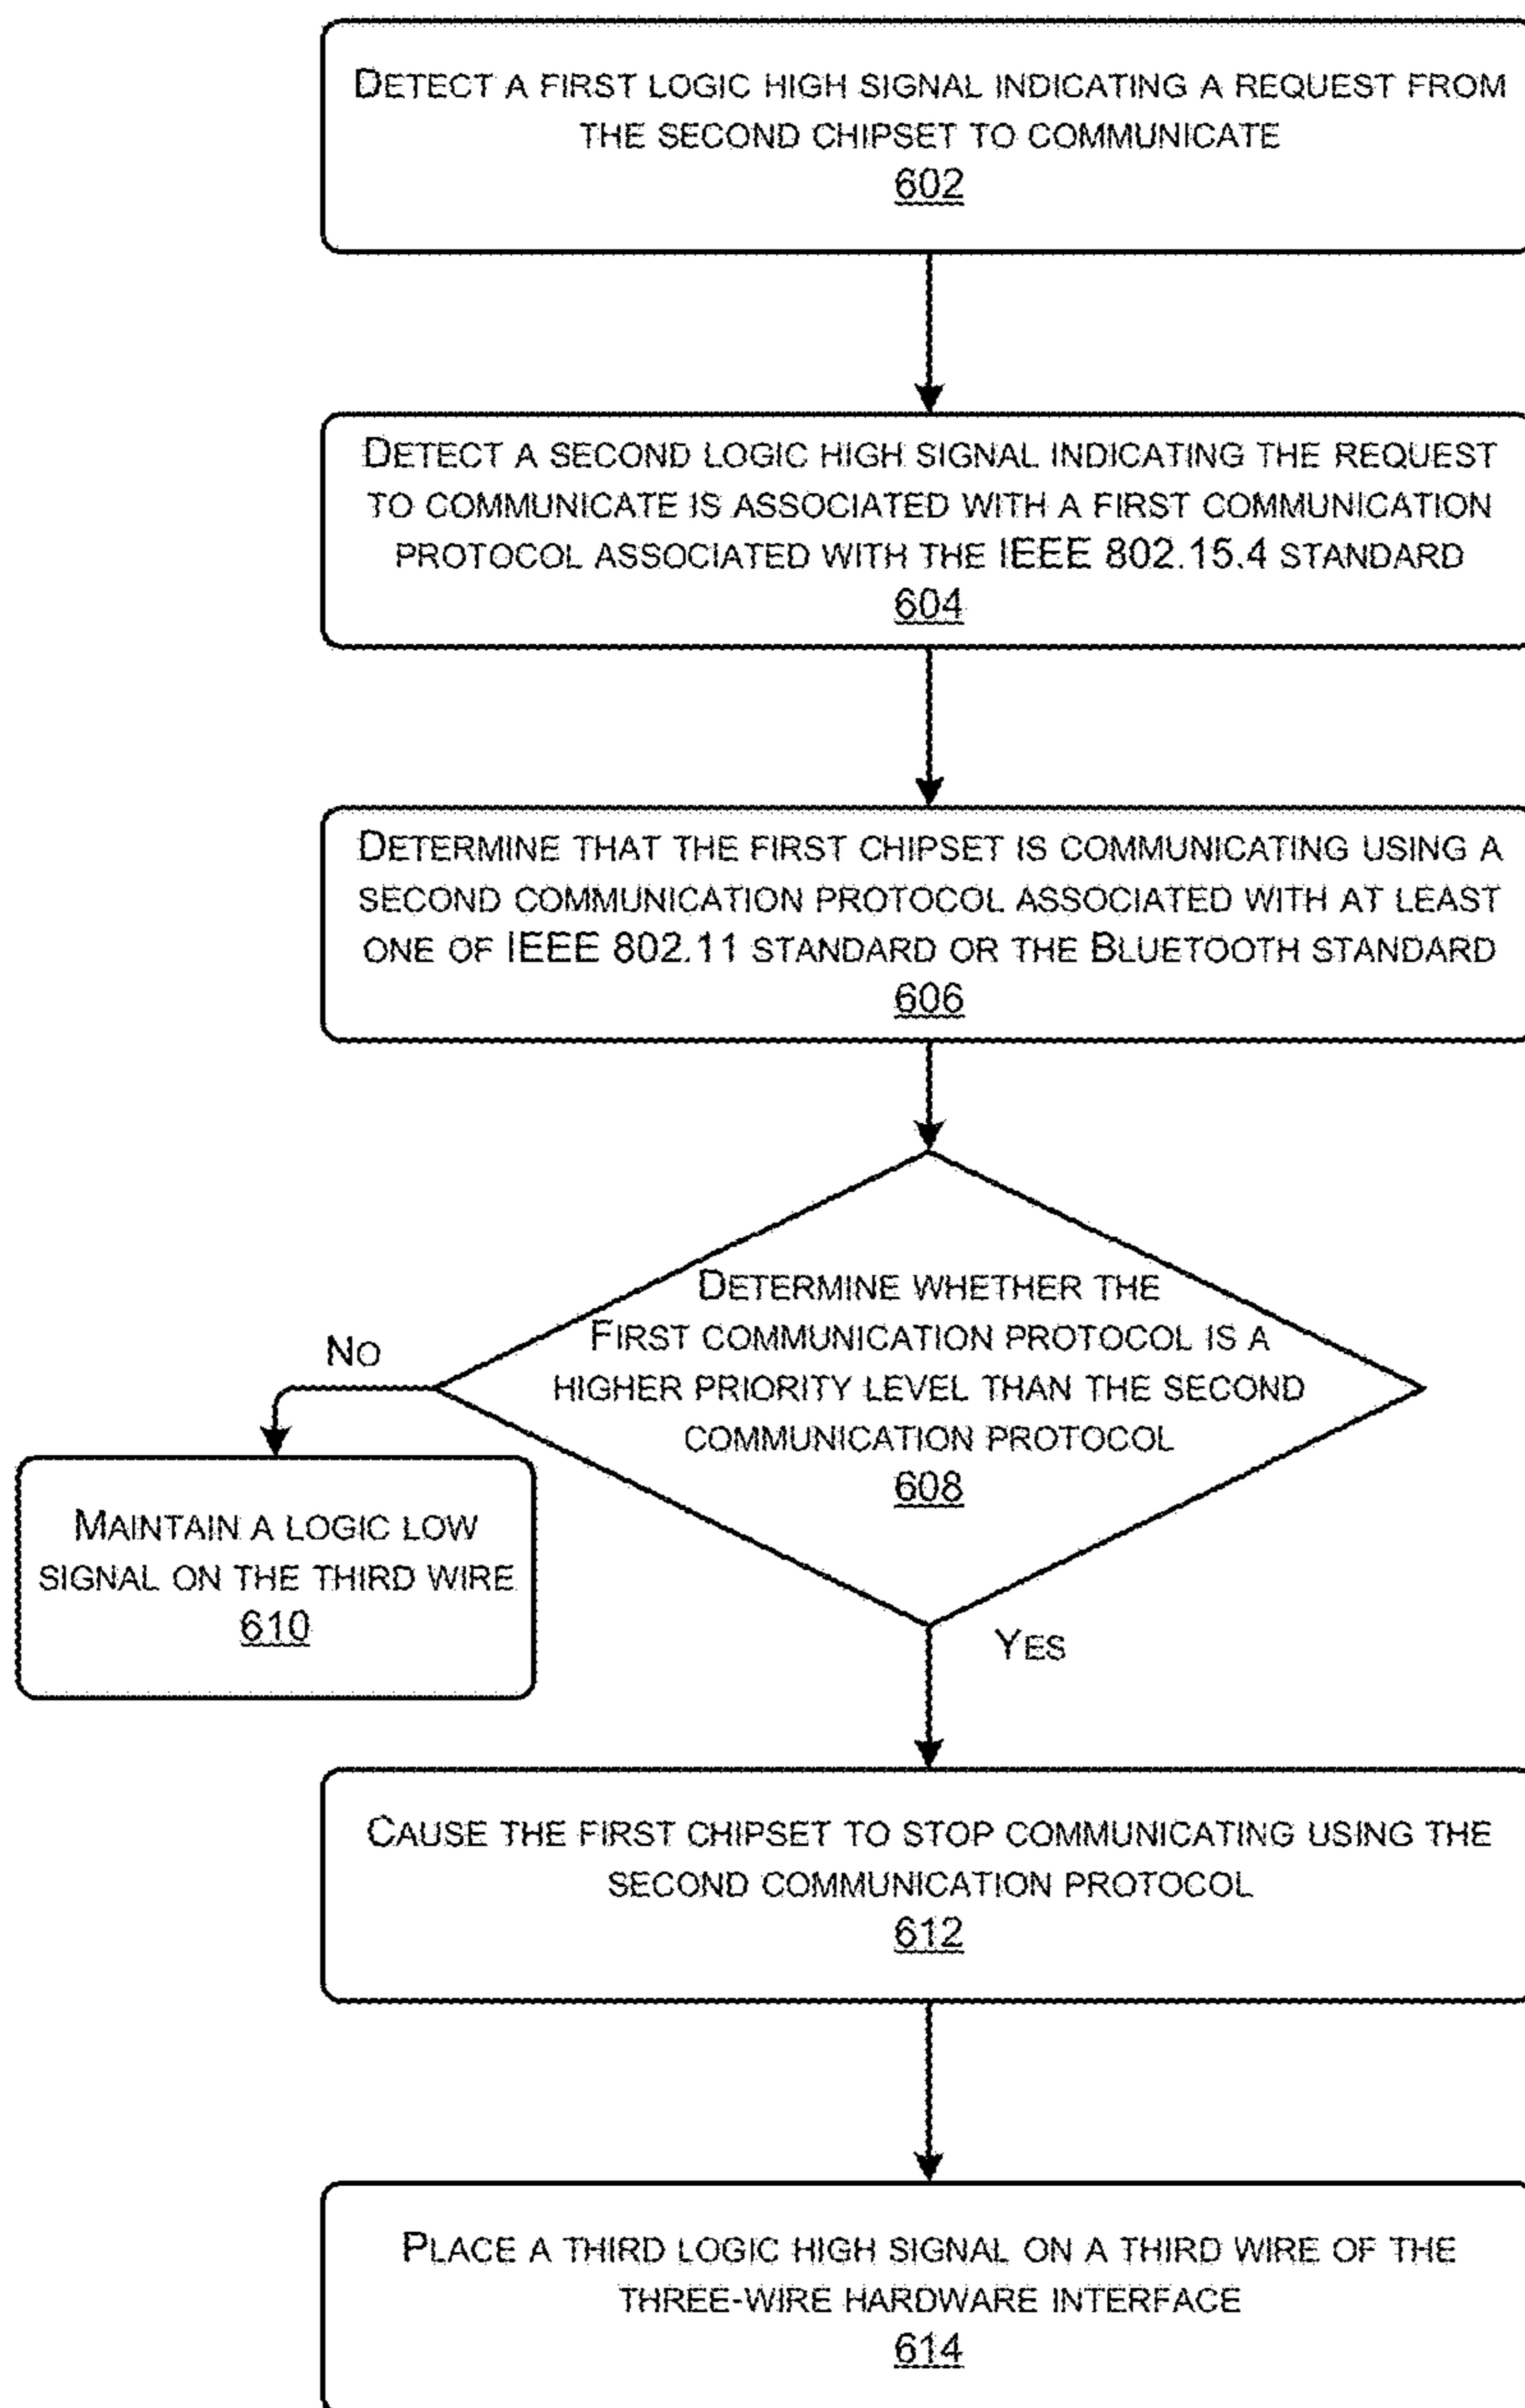 DETECT A FIRST LOGIC HIGH SIGNAL INDICATING A REQUEST FROM
THE SECOND CHIPSET TO COMMUNICATE
602
DETECT A SECOND LOGIC HIGH SIGNAL INDICATING THE REQUEST
TO COMMUNICATE IS ASSOCIATED WITH A FIRST COMMUNICATION
PROTOCOL ASSOCIATED WITH THE IEEE 802.15.4 STANDARD
604
DETERMINE THAT THE FIRST CHIPSET IS COMMUNICATING USING A
SECOND COMMUNICATION PROTOCOL ASSOCIATED WITH AT LEAST
ONE OF IEEE 802.11 STANDARD OR THE BLUETOOTH STANDARD
606
DETERMINE WHETHER THE
FIRST COMMUNICATION PROTOCOL IS A
HIGHER PRIORITY LEVEL THAN THE SECOND
COMMUNICATION PROTOCOL
608
NO
MAINTAIN A LOGIC LOW
SIGNAL ON THE THIRD WIRE
610
YES
CAUSE THE FIRST CHIPSET TO STOP COMMUNICATING USING THE
SECOND COMMUNICATION PROTOCOL
612
PLACE A THIRD LOGIC HIGH SIGNAL ON A THIRD WIRE OF THE
THREE-WIRE HARDWARE INTERFACE
614